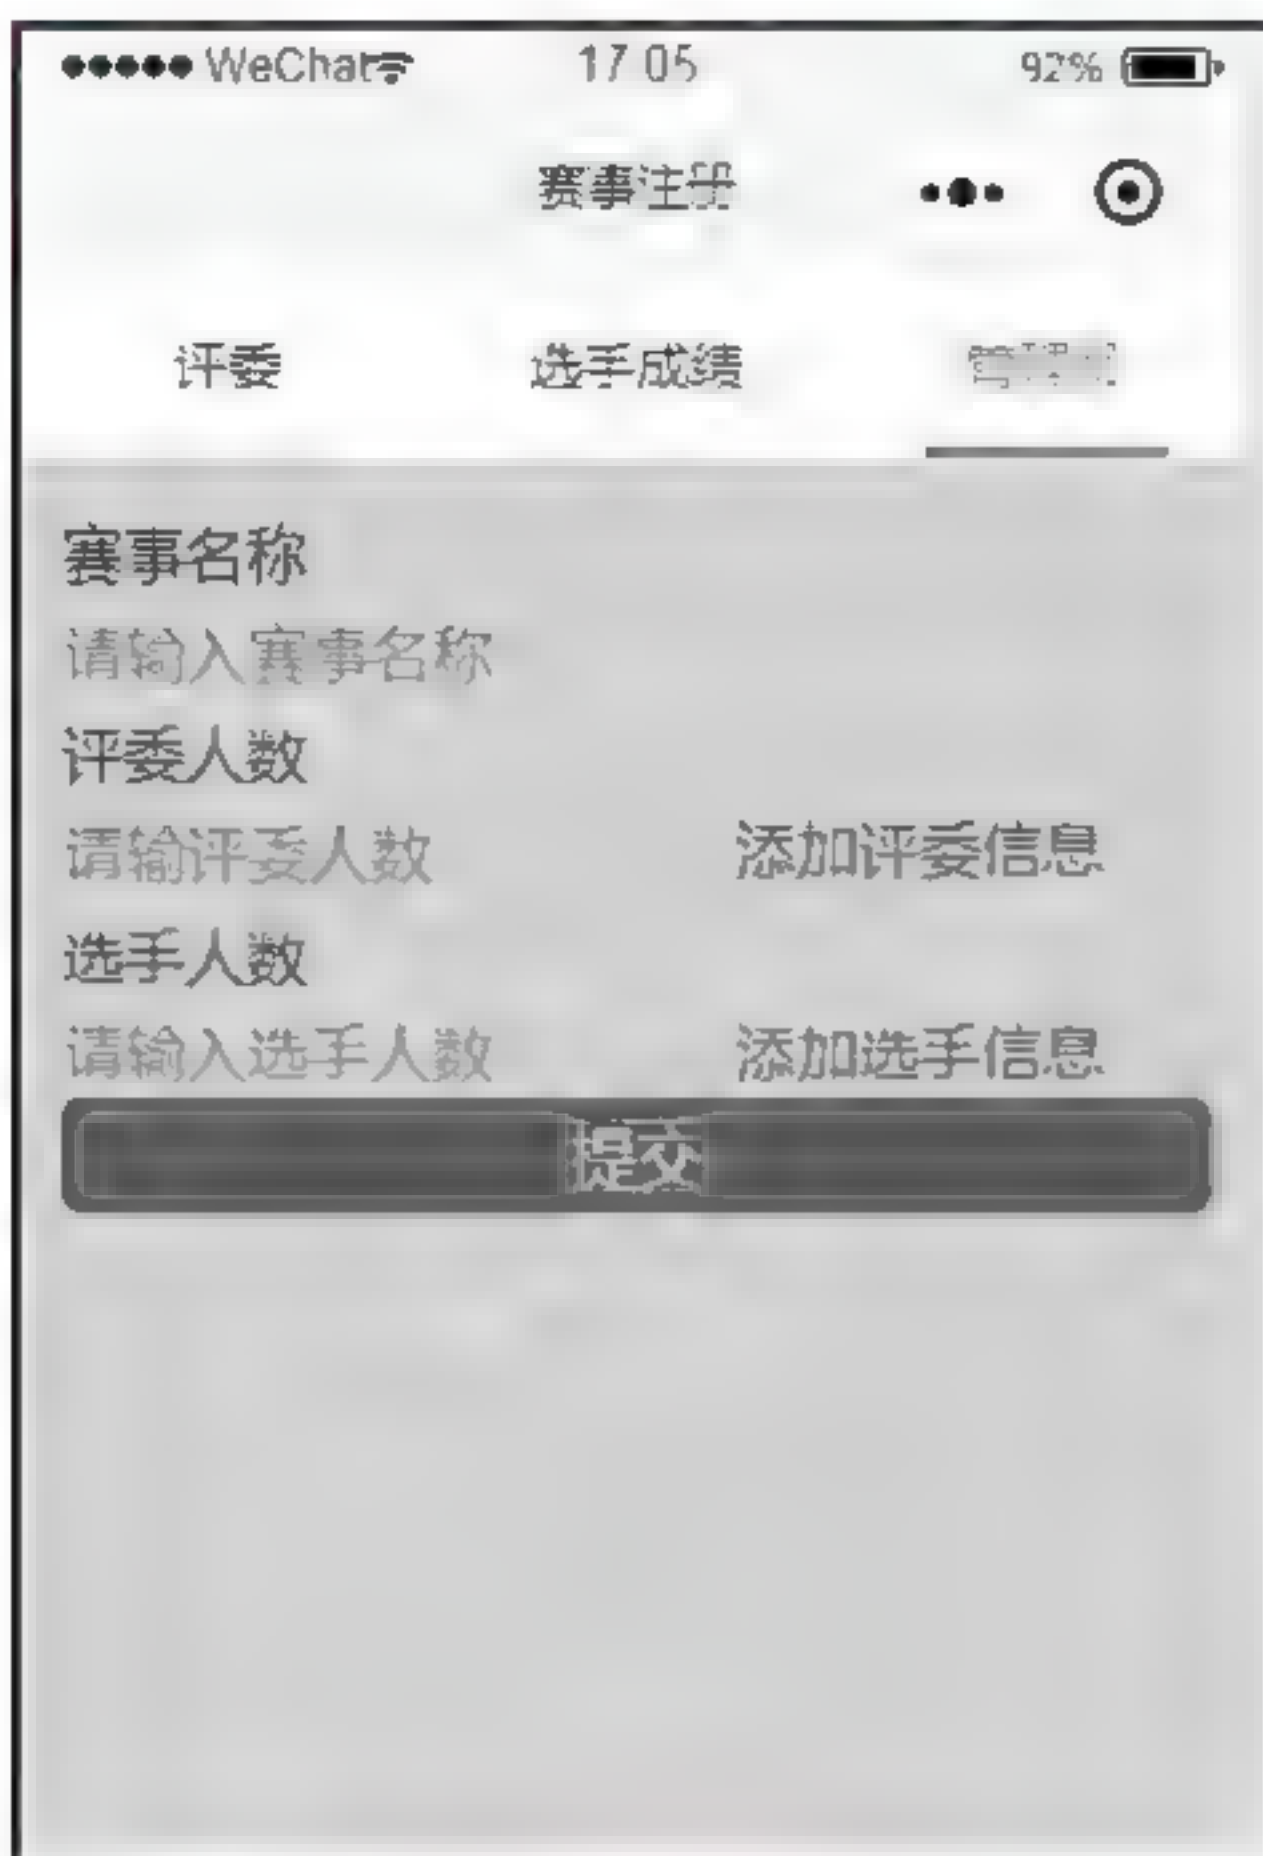 WeChat 17 05 92%
赛事注册
评委 选手成绩
赛事名称
请输入赛事名称
评委人数
请输评委人数 添加评委信息
选手人数
请输入选手人数 添加选手信息
提交